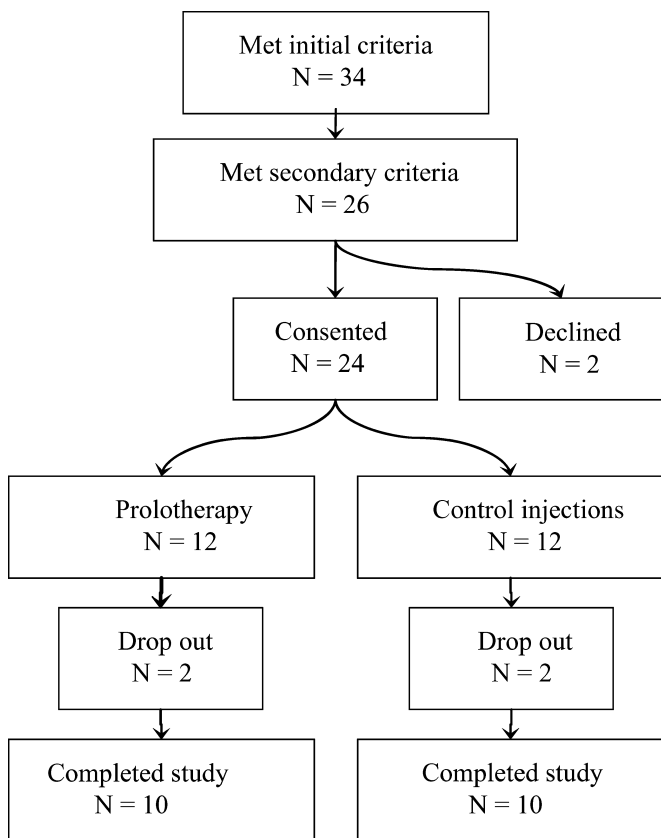 Met initial criteria
N = 34
Met secondary criteria
N = 26
Consented
N = 24
Declined
N = 2
Prolotherapy
N = 12
Control injections
N = 12
Drop out
N = 2
Drop out
N = 2
Completed study
N = 10
Completed study
N = 10